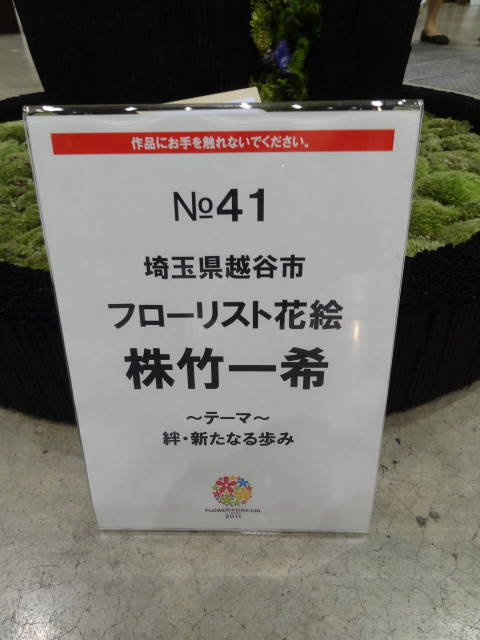 作品にお手を触れないでください。
№41
埼玉県越谷市
フローリスト花絵
株竹一希
～テーマ～
絆・新たなる歩み
FLOWER DREAM
2011